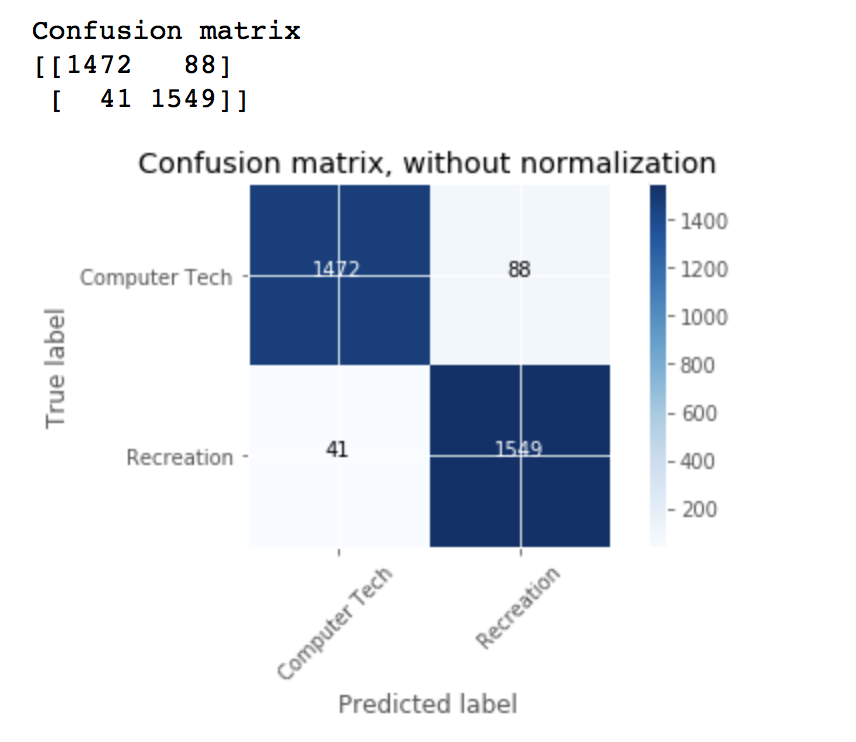 Confusion matrix
[[1472   88]
 [  41 1549]]
Confusion matrix, without normalization
True label
Computer Tech
Recreation
1472
88
41
1549
Computer Tech
Recreation
Predicted label
1400
1200
1000
800
600
400
200